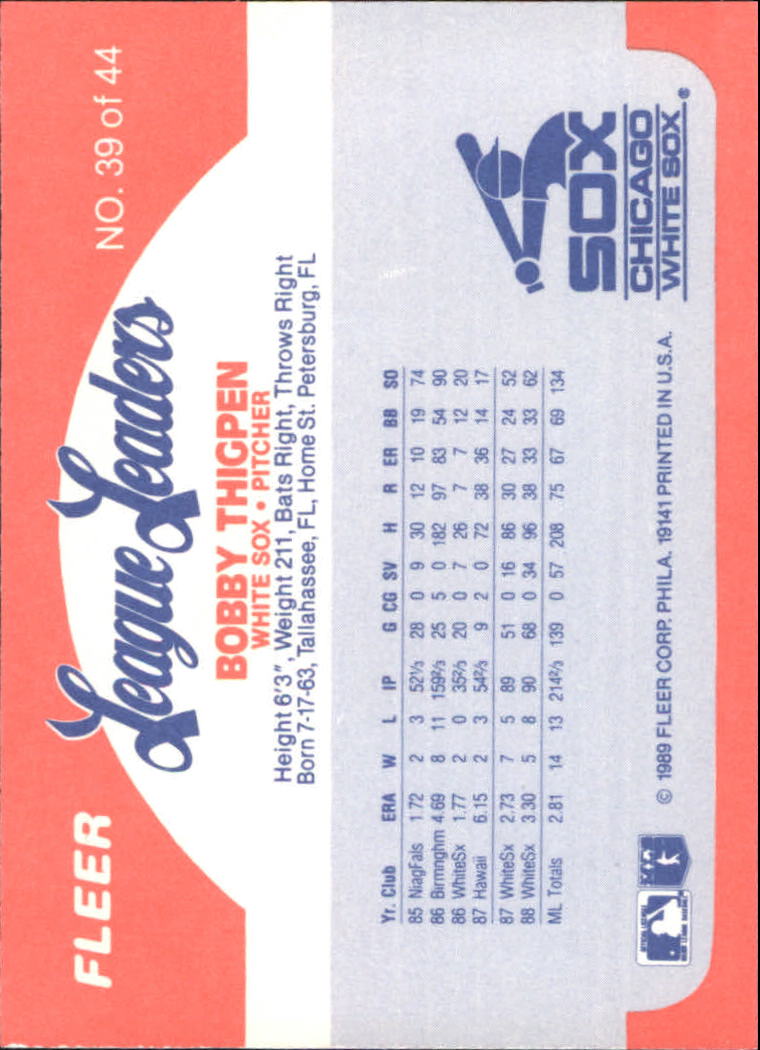 FLEER
NO. 39 of 44
League Leaders
BOBBY THIGPEN
WHITE SOX • PITCHER
Height 6'3", Weight 211, Bats Right, Throws Right
Born 7-17-63, Tallahassee, FL, Home St. Petersburg, FL
Yr. Club ERA W L IP G CG SV H R ER BB SO
85 NiagFals 1.72 2 3 52⅓ 28 0 9 30 12 10 19 74
86 Birmnghm 4.69 8 11 159⅔ 25 5 0 182 97 83 54 90
86 WhiteSx 1.77 2 0 35⅔ 20 0 7 26 7 7 12 20
87 Hawaii 6.15 2 3 54⅔ 9 2 0 72 38 36 14 17
87 WhiteSx 2.73 7 5 89 51 0 16 86 30 27 24 52
88 WhiteSx 3.30 5 8 90 68 0 34 96 38 33 33 62
ML Totals 2.81 14 13 214⅔ 139 0 57 208 75 67 69 134
SOX
CHICAGO
WHITE SOX ®
© 1989 FLEER CORP. PHILA. 19141 PRINTED IN U.S.A.